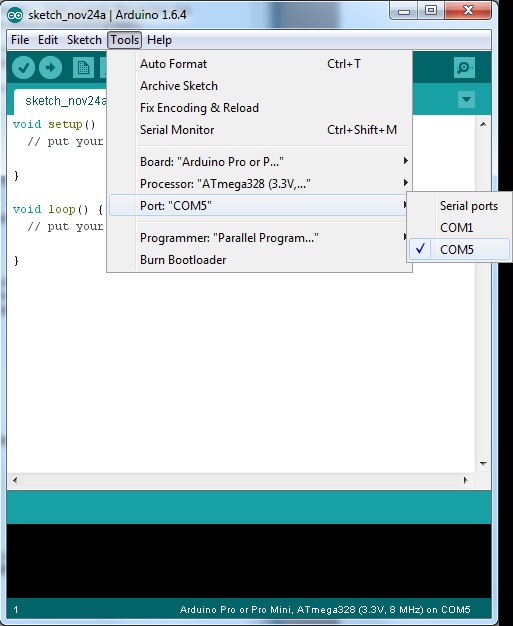 sketch_nov24a | Arduino 1.6.4
File Edit Sketch Tools Help
Auto Format Ctrl+T
Archive Sketch
sketch_nov24a
Fix Encoding & Reload
Serial Monitor Ctrl+Shift+M
void setup()
// put your
}
void loop() {
// put your
}
Board: "Arduino Pro or P..."
Processor: "ATmega328 (3.3V,..."
Port: "COM5"
Programmer: "Parallel Program..."
Burn Bootloader
Serial ports
COM1
COM5
1 Arduino Pro or Pro Mini, ATmega328 (3.3V, 8 MHz) on COM5